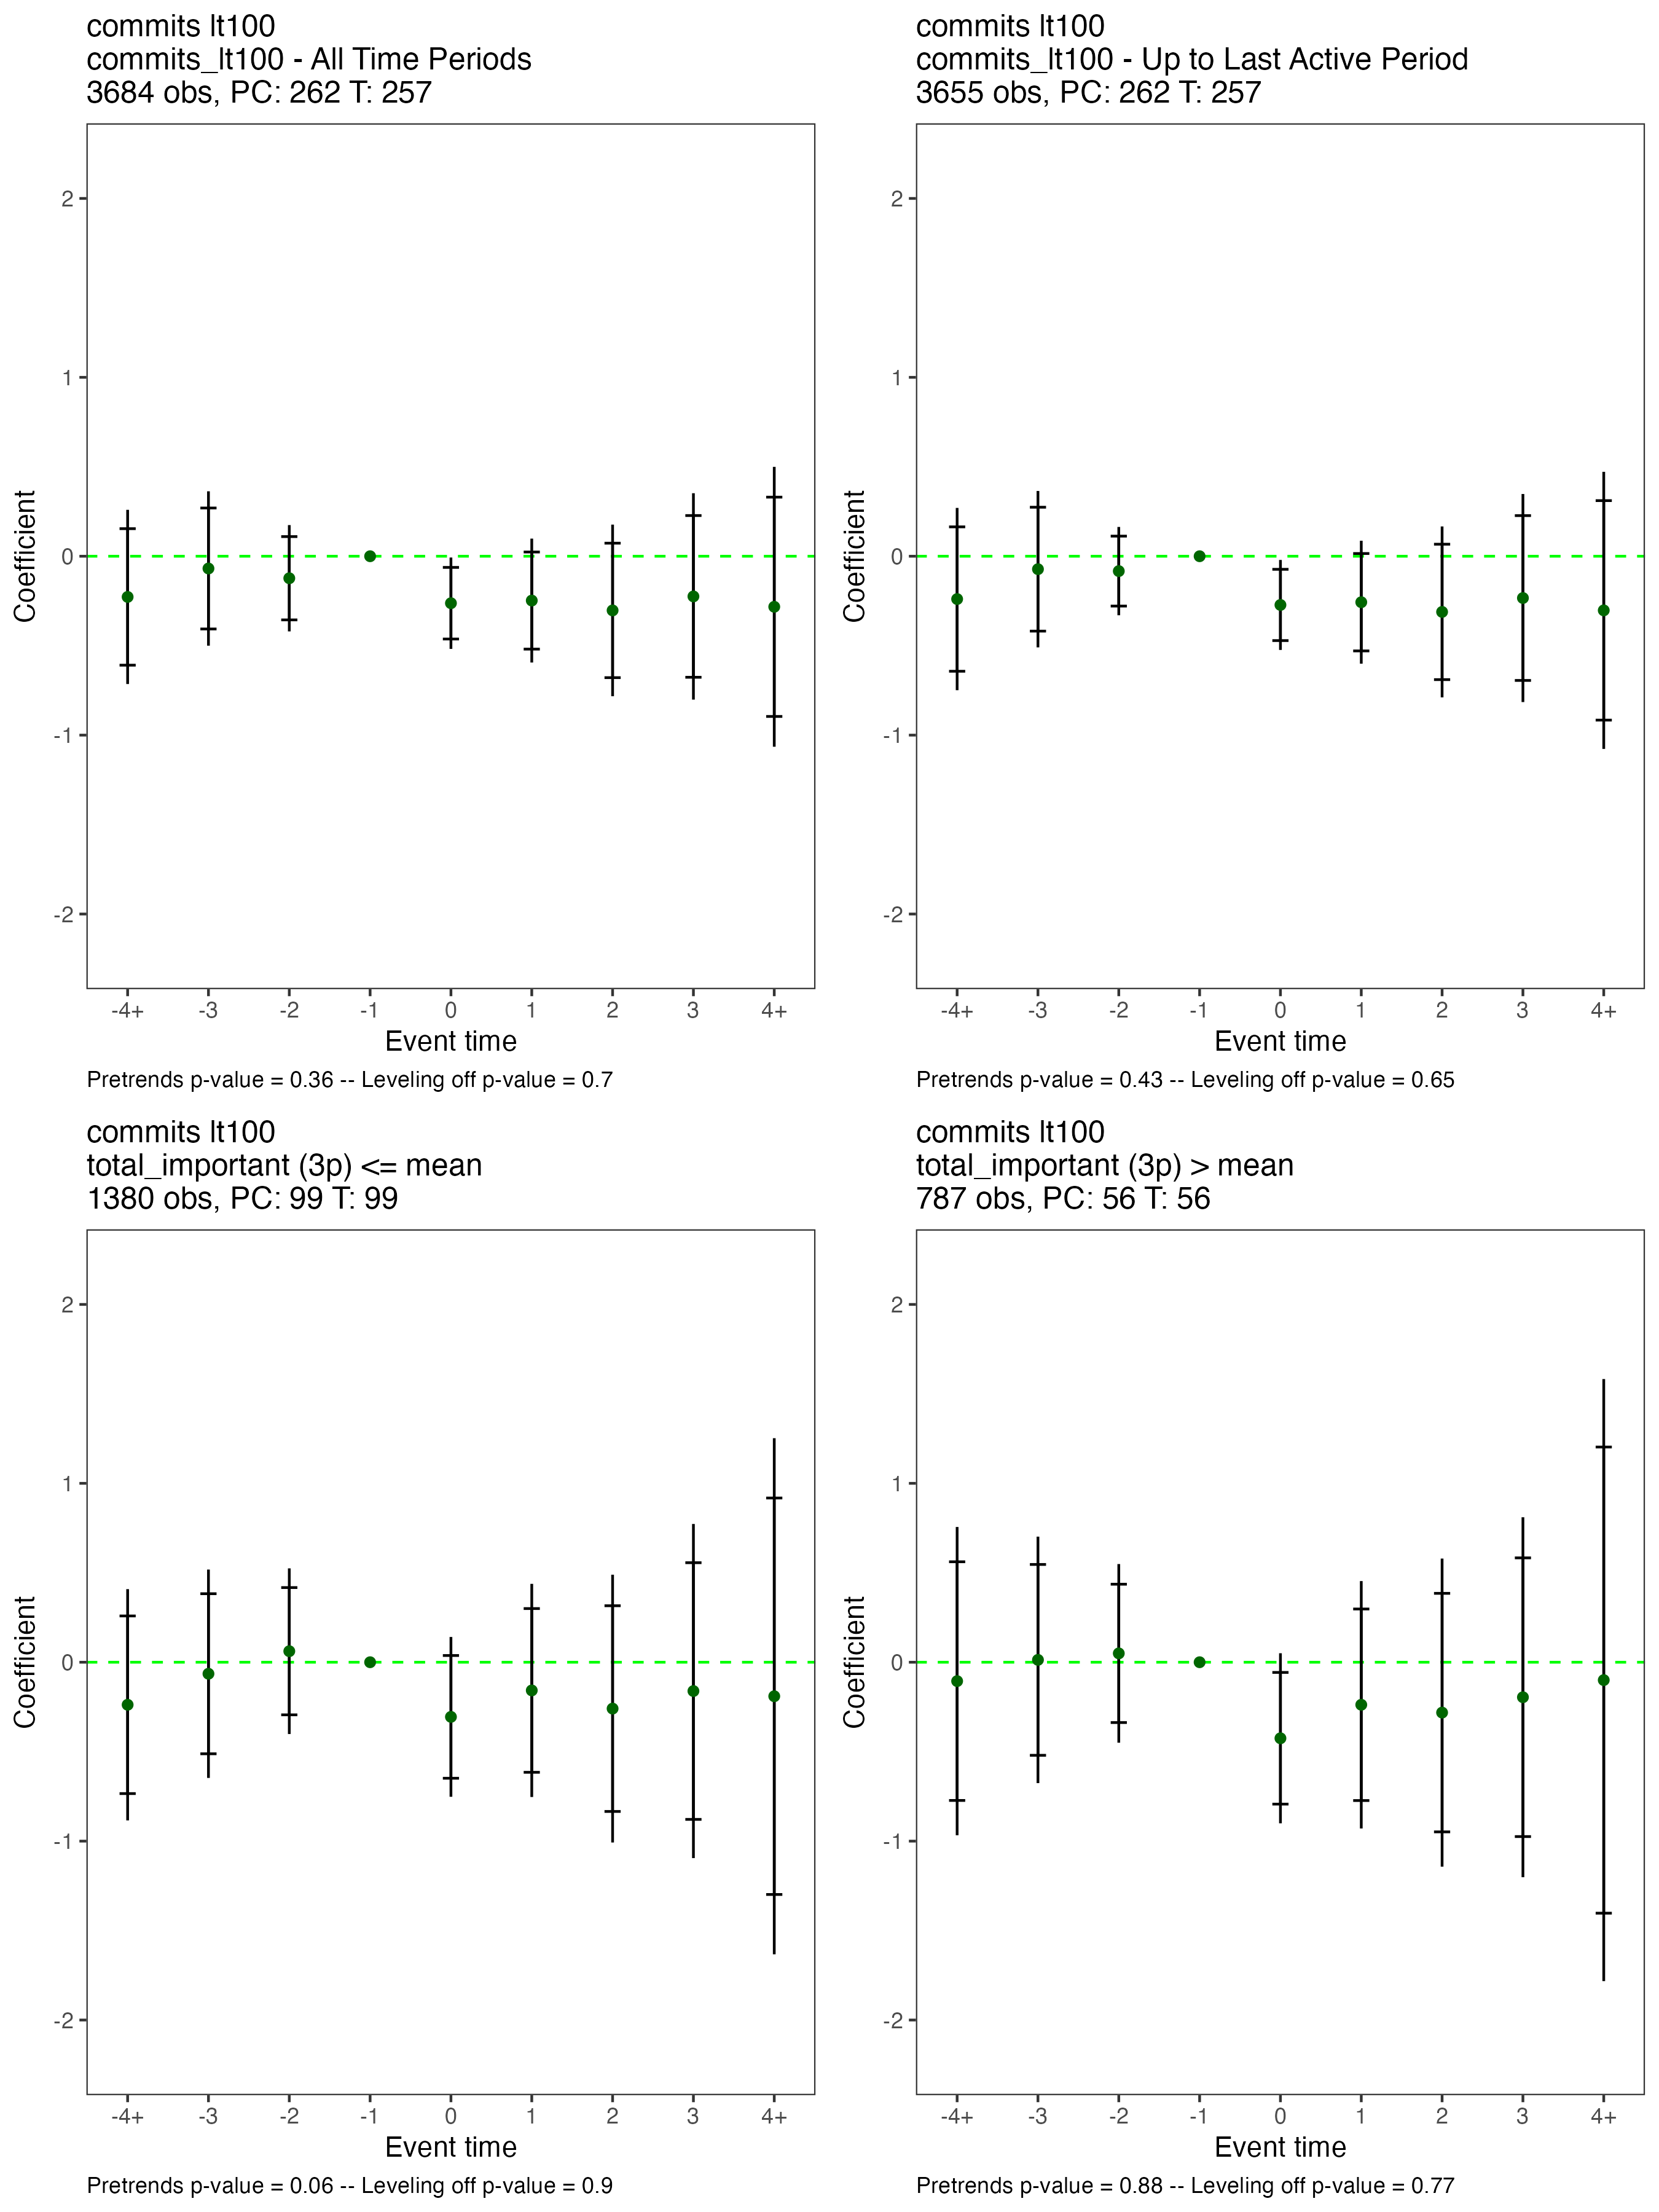 commits lt100
commits_lt100 - All Time Periods
3684 obs, PC: 262 T: 257
2
1
0
-1
-2
Coefficient
-4+ -3 -2 -1 0 1 2 3 4+
Event time
Pretrends p-value = 0.36 -- Leveling off p-value = 0.7
commits lt100
commits_lt100 - Up to Last Active Period
3655 obs, PC: 262 T: 257
2
1
0
-1
-2
Coefficient
-4+ -3 -2 -1 0 1 2 3 4+
Event time
Pretrends p-value = 0.43 -- Leveling off p-value = 0.65
commits lt100
total_important (3p) <= mean
1380 obs, PC: 99 T: 99
2
1
0
-1
-2
Coefficient
-4+ -3 -2 -1 0 1 2 3 4+
Event time
Pretrends p-value = 0.06 -- Leveling off p-value = 0.9
commits lt100
total_important (3p) > mean
787 obs, PC: 56 T: 56
2
1
0
-1
-2
Coefficient
-4+ -3 -2 -1 0 1 2 3 4+
Event time
Pretrends p-value = 0.88 -- Leveling off p-value = 0.77